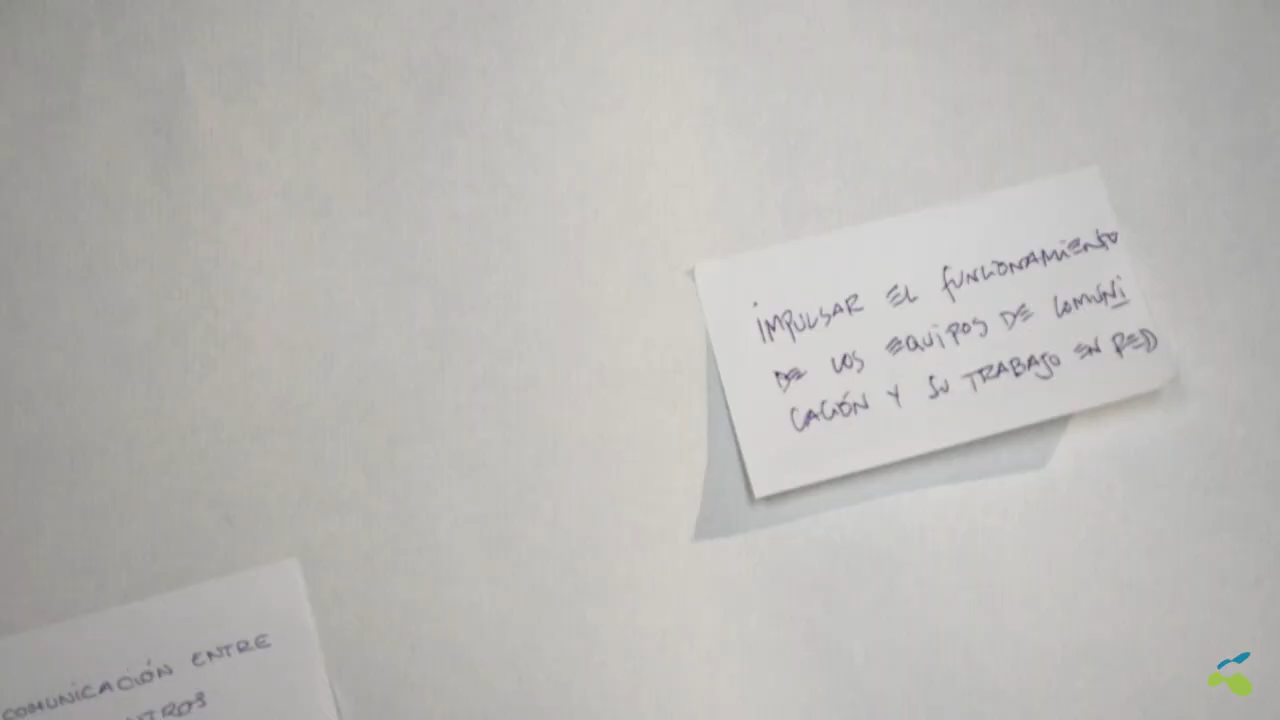 IMPULSAR EL FUNCIONAMIENTO
DE LOS EQUIPOS DE COMUNI
CACIÓN Y SU TRABAJO EN RED
COMUNICACIÓN ENTRE